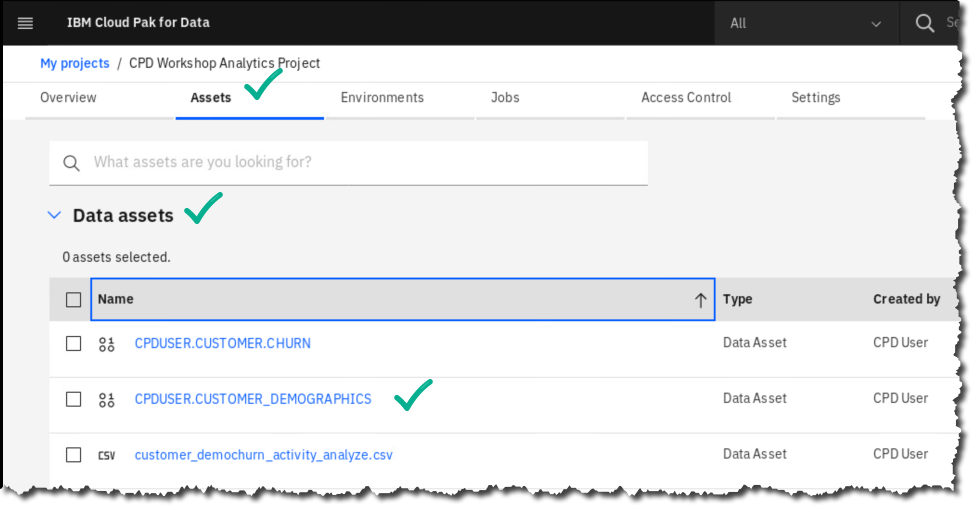 IBM Cloud Pak for Data All
My projects / CPD Workshop Analytics Project
Overview Assets Environments Jobs Access Control Settings
What assets are you looking for?
Data assets
0 assets selected.
Name Type Created by
CPDUSER.CUSTOMER.CHURN Data Asset CPD User
CPDUSER.CUSTOMER_DEMOGRAPHICS Data Asset CPD User
CSV customer_demochurn_activity_analyze.csv Data Asset CPD User